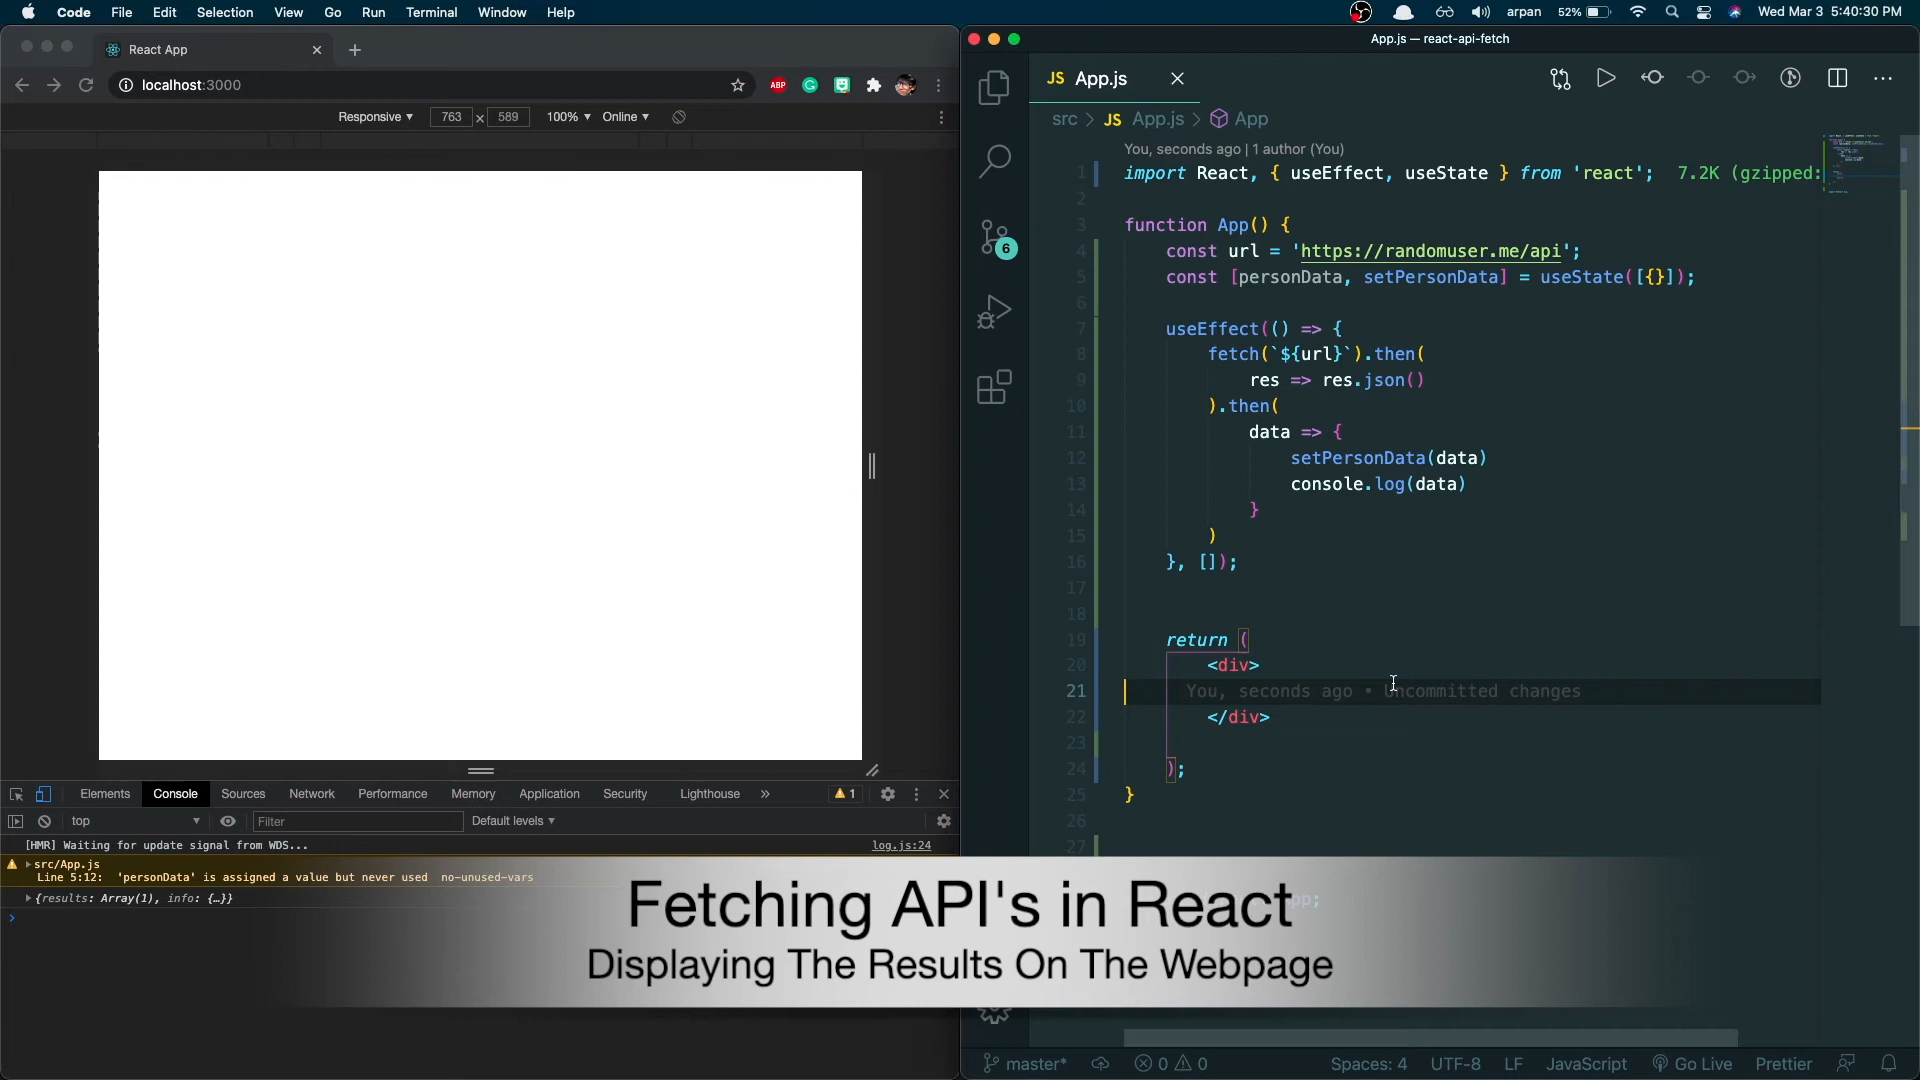 Code File Edit Selection View Go Run Terminal Window Help
arpan 52% Wed Mar 3 5:40:30 PM
React App
localhost:3000
ABP
Responsive 763 × 589 100% Online
App.js — react-api-fetch
JS App.js
src > JS App.js > App
You, seconds ago | 1 author (You)
1 import React, { useEffect, useState } from 'react'; 7.2K (gzipped:
2
3 function App() {
4 const url = 'https://randomuser.me/api';
5 const [personData, setPersonData] = useState([{}]);
6
7 useEffect(() => {
8 fetch(`${url}`).then(
9 res => res.json()
10 ).then(
11 data => {
12 setPersonData(data)
13 console.log(data)
14 }
15 )
16 }, []);
17
18
19 return (
20 <div>
21 You, seconds ago • Uncommitted changes
22 </div>
23
24 );
25 }
26
27
6
Elements Console Sources Network Performance Memory Application Security Lighthouse » 1
top Filter Default levels
[HMR] Waiting for update signal from WDS... log.js:24
src/App.js
Line 5:12: 'personData' is assigned a value but never used no-unused-vars
{results: Array(1), info: {…}}
Fetching API's in React
Displaying The Results On The Webpage
master* 0 0 Spaces: 4 UTF-8 LF JavaScript Go Live Prettier